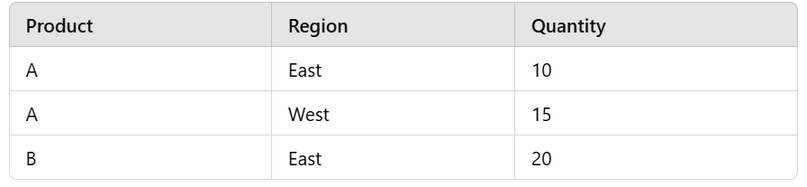 Product Region Quantity
A East 10
A West 15
B East 20